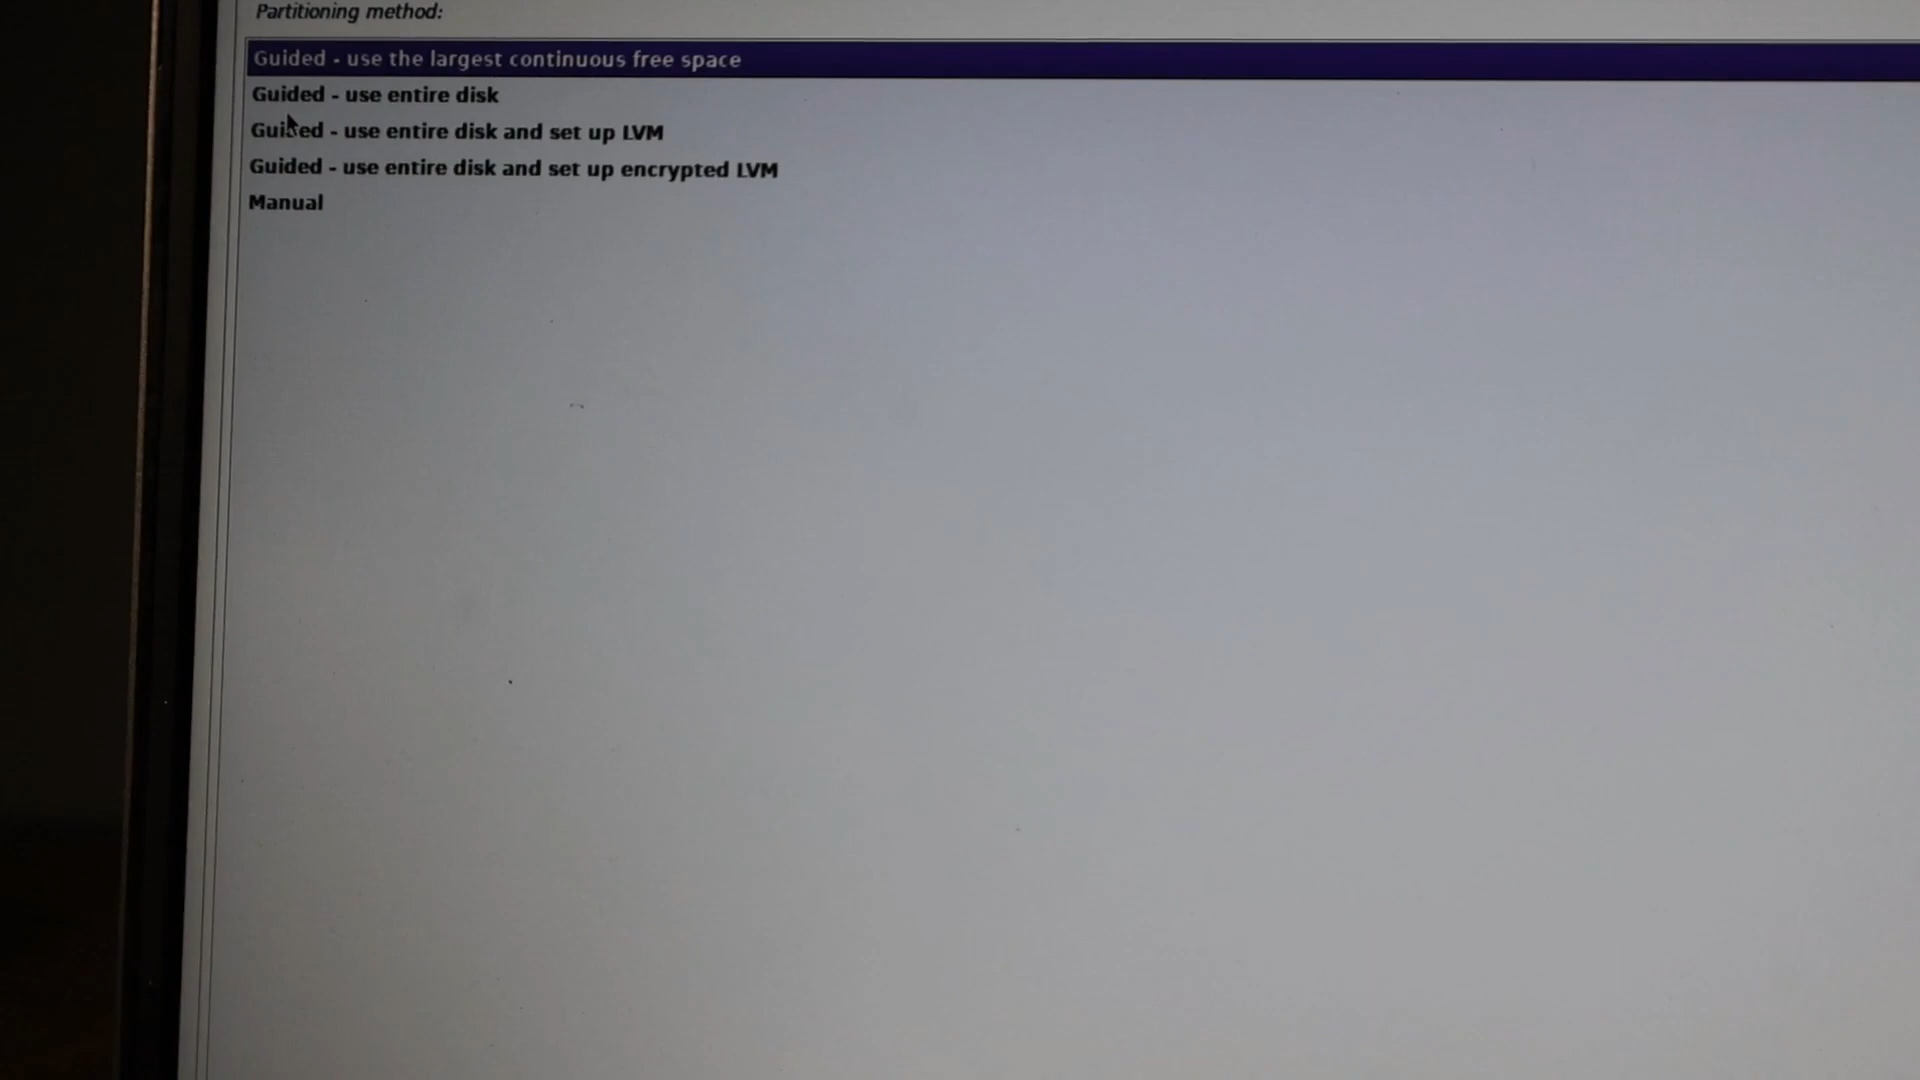 Partitioning method:
Guided - use the largest continuous free space
Guided - use entire disk
Guided - use entire disk and set up LVM
Guided - use entire disk and set up encrypted LVM
Manual